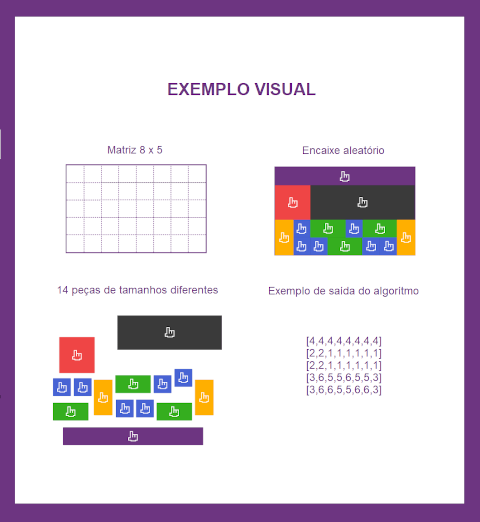 EXEMPLO VISUAL
Matriz 8 x 5
Encaixe aleatório
14 peças de tamanhos diferentes
Exemplo de saida do algoritmo
[4,4,4,4,4,4,4,4]
[2,2,1,1,1,1,1,1]
[2,2,1,1,1,1,1,1]
[3,6,5,5,6,5,5,3]
[3,6,6,5,5,6,6,3]